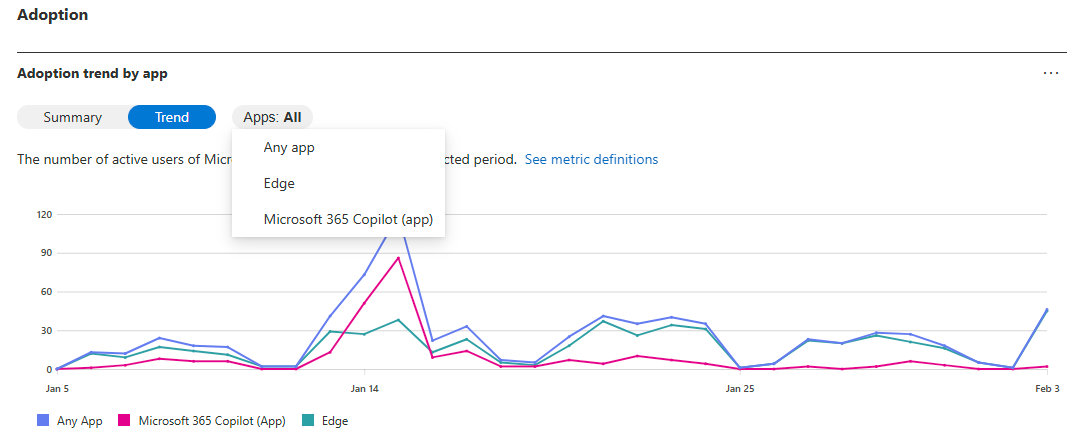 Adoption
Adoption trend by app
...
Summary
Trend
Apps: All
Any app
Edge
Microsoft 365 Copilot (app)
The number of active users of Micr cted period. See metric definitions
120
90
60
30
0
Jan 5
Jan 14
Jan 25
Feb 3
Any App
Microsoft 365 Copilot (App)
Edge